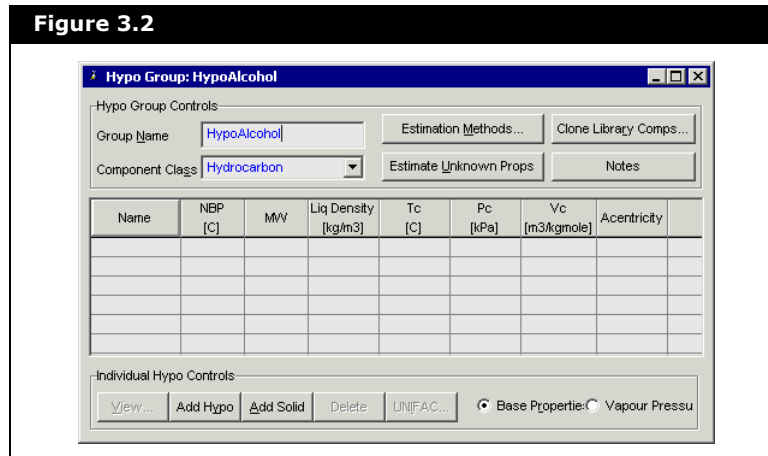 Figure 3.2
Hypo Group: HypoAlcohol
Hypo Group Controls
Group Name HypoAlcohol Estimation Methods... Clone Library Comps...
Component Class Hydrocarbon Estimate Unknown Props Notes
Name NBP [C] MW Liq Density [kg/m3] Tc [C] Pc [kPa] Vc [m3/kgmole] Acentricity
Individual Hypo Controls
View... Add Hypo Add Solid Delete UNIFAC... Base Propertie: Vapour Pressu